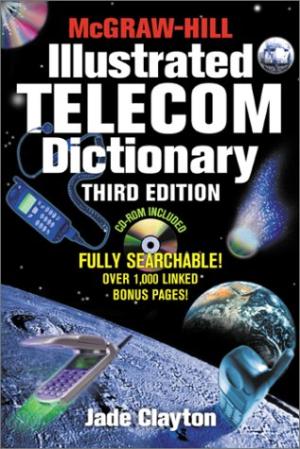 McGRAW-HILL
Illustrated
TELECOM
Dictionary
THIRD EDITION
CD-ROM INCLUDED
FULLY SEARCHABLE!
OVER 1,000 LINKED
BONUS PAGES!
Jade Clayton